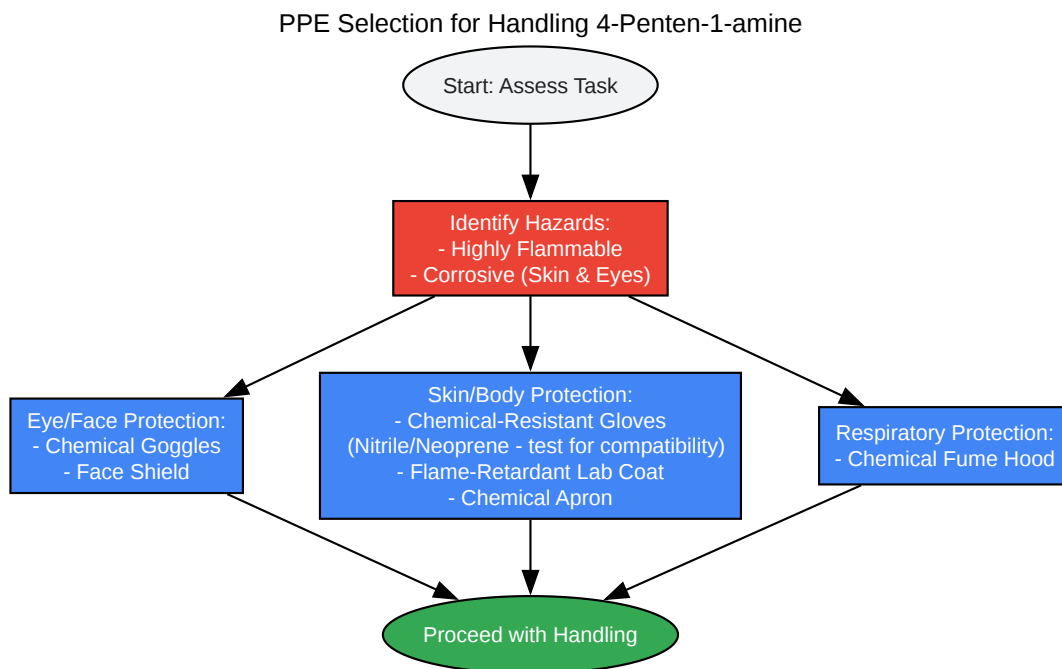 PPE Selection for Handling 4-Penten-1-amine
Start: Assess Task
Identify Hazards:
- Highly Flammable
- Corrosive (Skin & Eyes)
Eye/Face Protection:
- Chemical Goggles
- Face Shield
Skin/Body Protection:
- Chemical-Resistant Gloves
(Nitrile/Neoprene - test for compatibility)
- Flame-Retardant Lab Coat
- Chemical Apron
Respiratory Protection:
- Chemical Fume Hood
Proceed with Handling